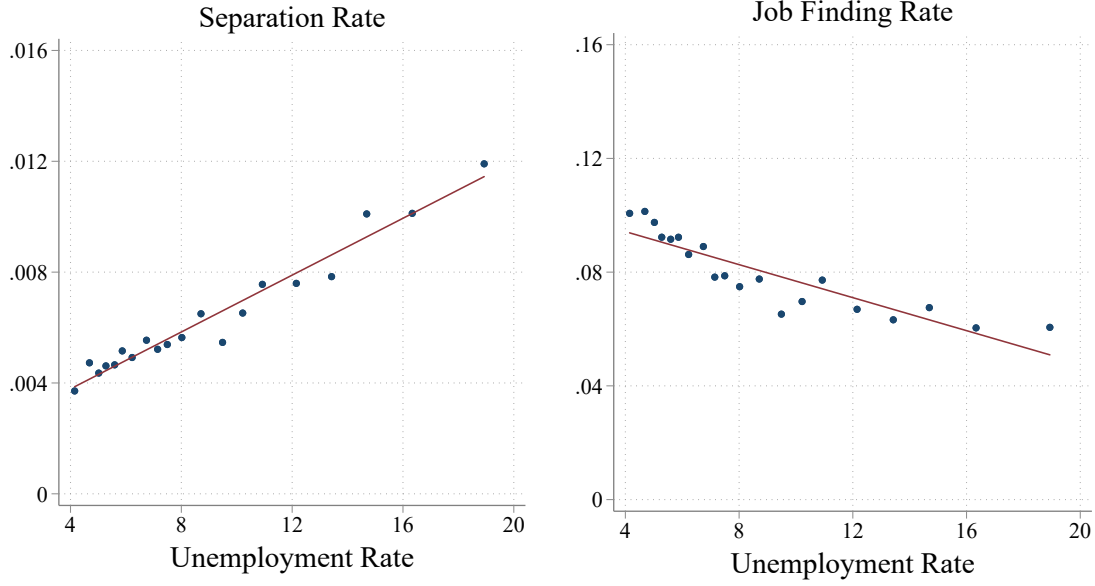 Separation Rate
.016
.012
.008
.004
0
4 8 12 16 20
Unemployment Rate
Job Finding Rate
.16
.12
.08
.04
0
4 8 12 16 20
Unemployment Rate